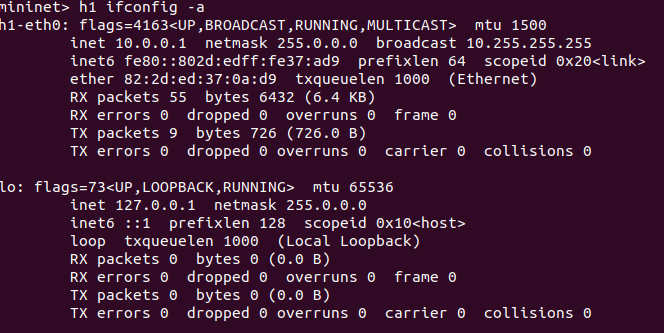 mininet> h1 ifconfig -a
h1-eth0: flags=4163<UP,BROADCAST,RUNNING,MULTICAST>  mtu 1500
        inet 10.0.0.1  netmask 255.0.0.0  broadcast 10.255.255.255
        inet6 fe80::802d:edff:fe37:ad9  prefixlen 64  scopeid 0x20<link>
        ether 82:2d:ed:37:0a:d9  txqueuelen 1000  (Ethernet)
        RX packets 55  bytes 6432 (6.4 KB)
        RX errors 0  dropped 0  overruns 0  frame 0
        TX packets 9  bytes 726 (726.0 B)
        TX errors 0  dropped 0 overruns 0  carrier 0  collisions 0

lo: flags=73<UP,LOOPBACK,RUNNING>  mtu 65536
        inet 127.0.0.1  netmask 255.0.0.0
        inet6 ::1  prefixlen 128  scopeid 0x10<host>
        loop  txqueuelen 1000  (Local Loopback)
        RX packets 0  bytes 0 (0.0 B)
        RX errors 0  dropped 0  overruns 0  frame 0
        TX packets 0  bytes 0 (0.0 B)
        TX errors 0  dropped 0 overruns 0  carrier 0  collisions 0